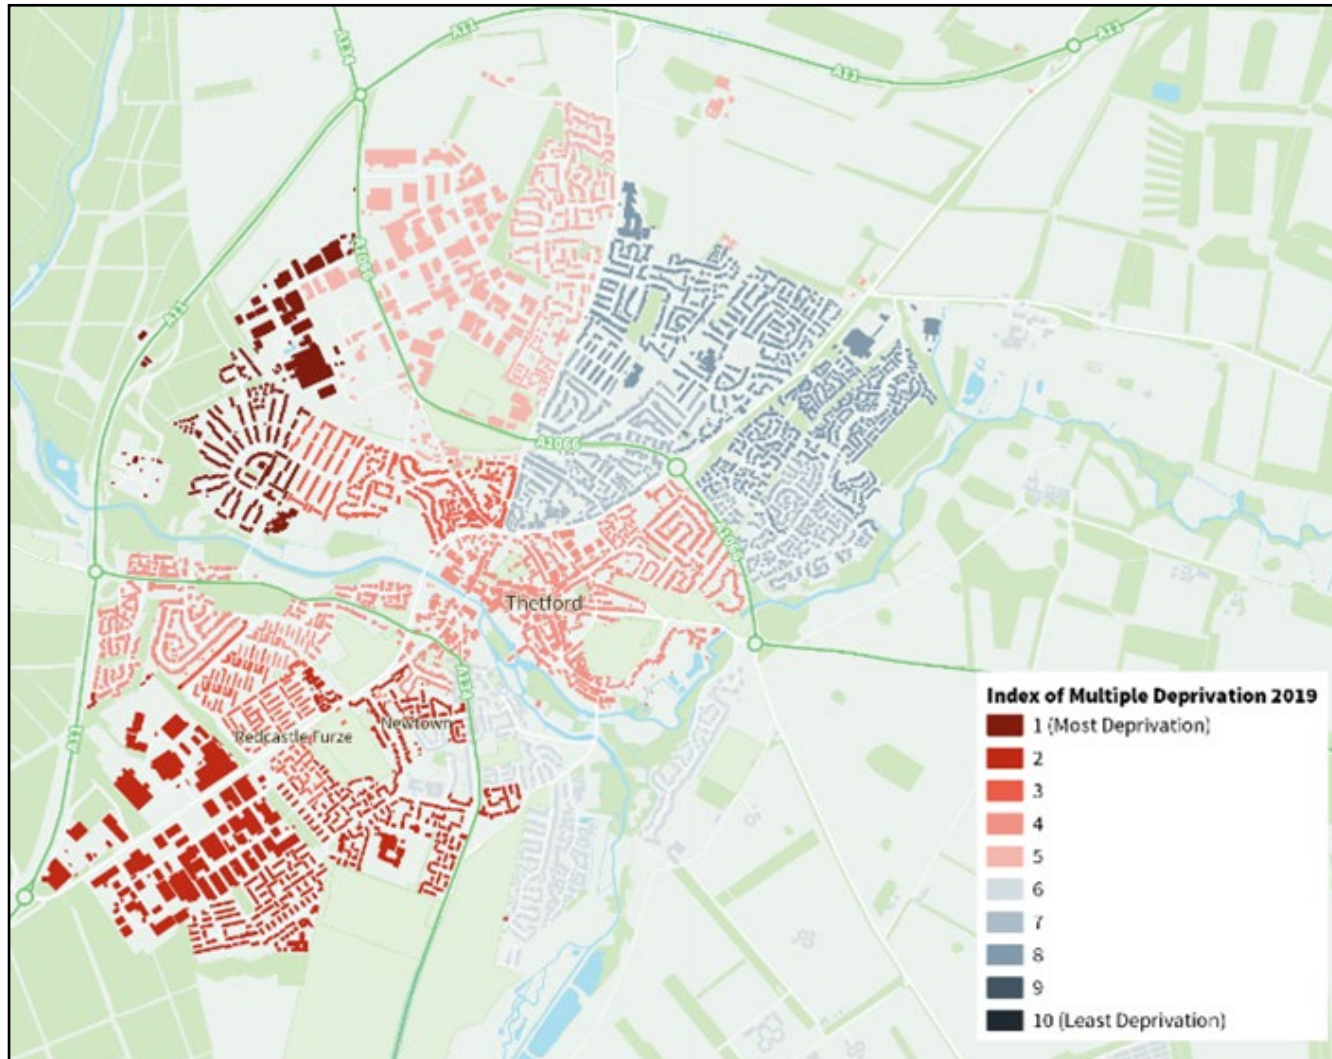 A134
A11
A11
A11
A1066
A11
A1066
A1066
Thetford
A134
Newtown
Redcastle Furze
A11
Index of Multiple Deprivation 2019
1 (Most Deprivation)
2
3
4
5
6
7
8
9
10 (Least Deprivation)